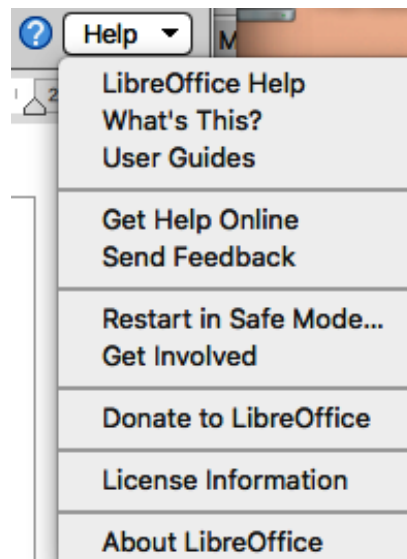 Help
M
2
LibreOffice Help
What's This?
User Guides
Get Help Online
Send Feedback
Restart in Safe Mode...
Get Involved
Donate to LibreOffice
License Information
About LibreOffice